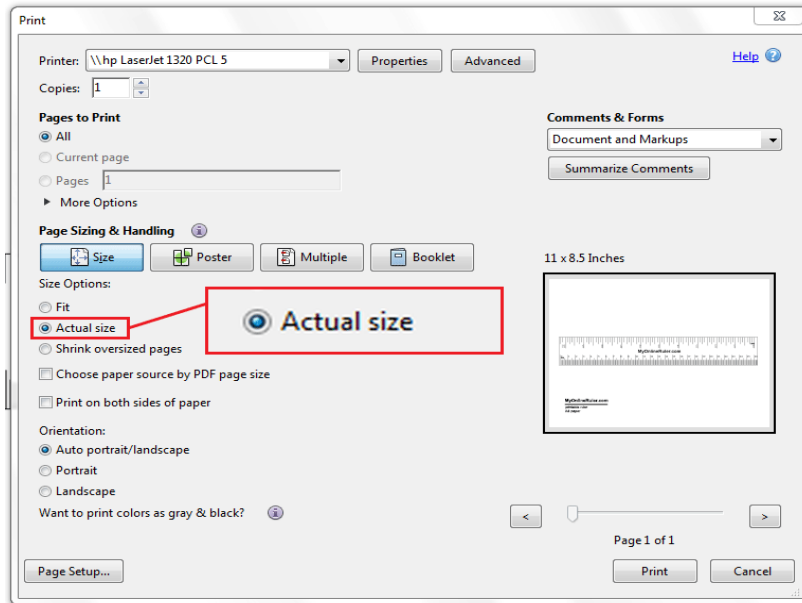 Print
Printer: \\hp LaserJet 1320 PCL 5 Properties Advanced Help
Copies: 1
Pages to Print
All
Current page
Pages 1
More Options
Comments & Forms
Document and Markups
Summarize Comments
Page Sizing & Handling
Size Poster Multiple Booklet
Size Options:
Fit
Actual size
Actual size
Shrink oversized pages
Choose paper source by PDF page size
Print on both sides of paper
Orientation:
Auto portrait/landscape
Portrait
Landscape
Want to print colors as gray & black?
11 x 8.5 Inches
MyOnlineRuler.com
MyOnlineRuler.com
< >
Page 1 of 1
Page Setup... Print Cancel